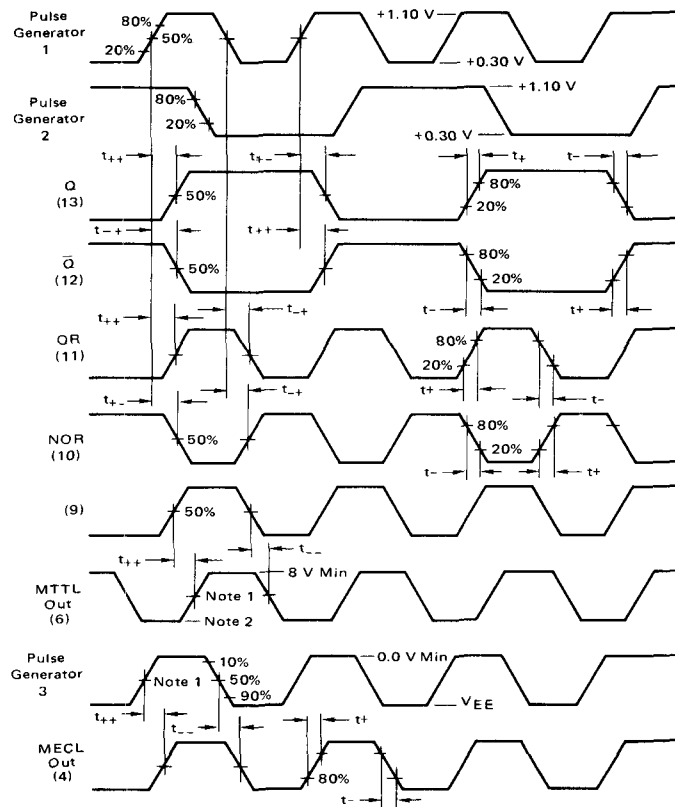 Pulse
Generator
1
80%
50%
20%
+1.10 V
+0.30 V
Pulse
Generator
2
80%
20%
+1.10 V
+0.30 V
t++
t+-
t+
t-
Q
(13)
50%
80%
20%
t-+
t++
Q̅
(12)
50%
80%
20%
t++
t-+
t-
t+
OR
(11)
80%
20%
t+-
t-+
t+
t-
NOR
(10)
50%
80%
20%
t-
t+
(9)
50%
t++
t--
8 V Min
MTTL
Out
(6)
Note 1
Note 2
Pulse
Generator
3
10%
Note 1
50%
90%
0.0 V Min
VEE
t++
t--
t+
MECL
Out
(4)
80%
t-